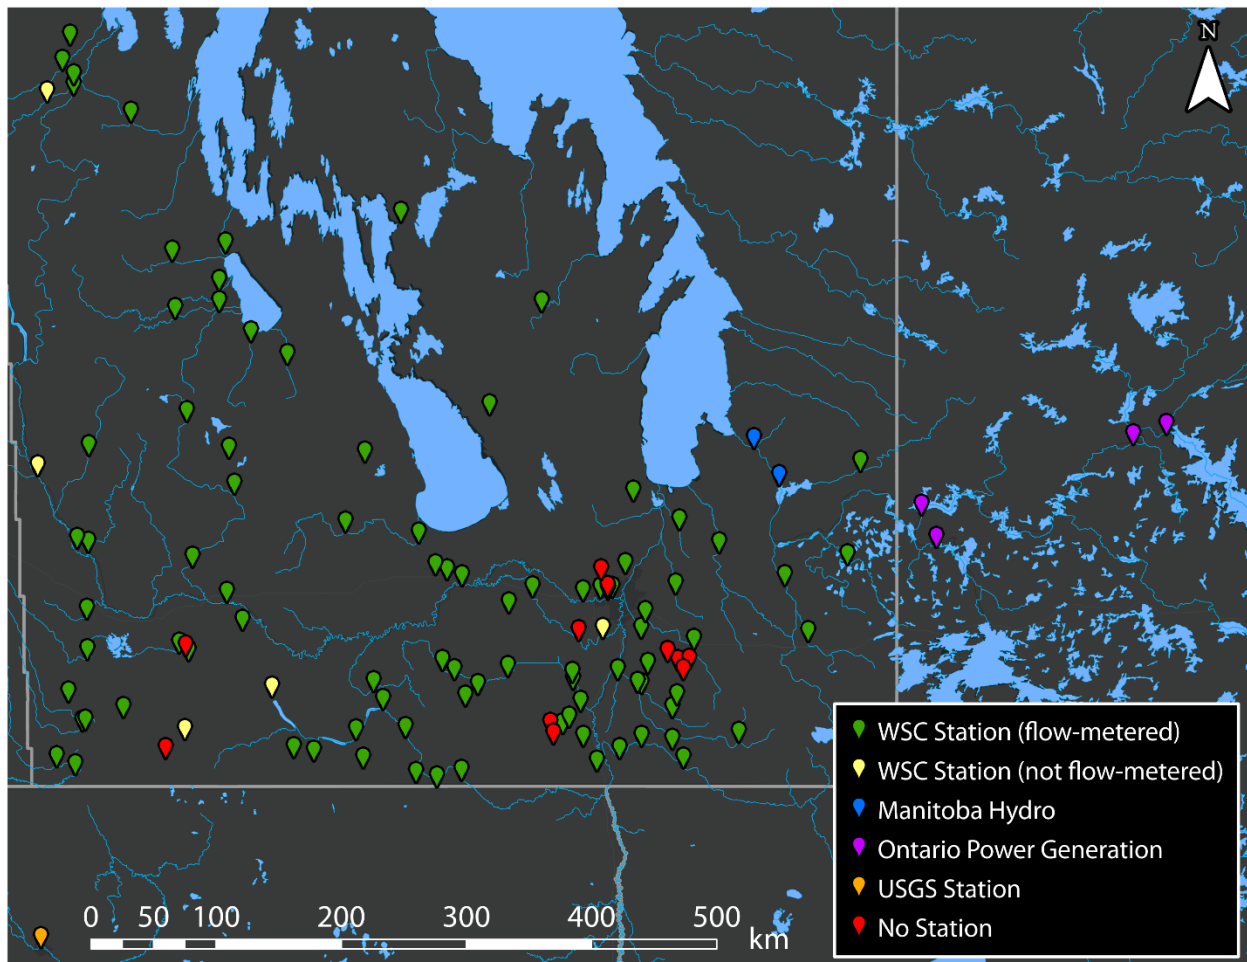 N
WSC Station (flow-metered)
WSC Station (not flow-metered)
Manitoba Hydro
Ontario Power Generation
USGS Station
No Station
0 50 100 200 300 400 500
km